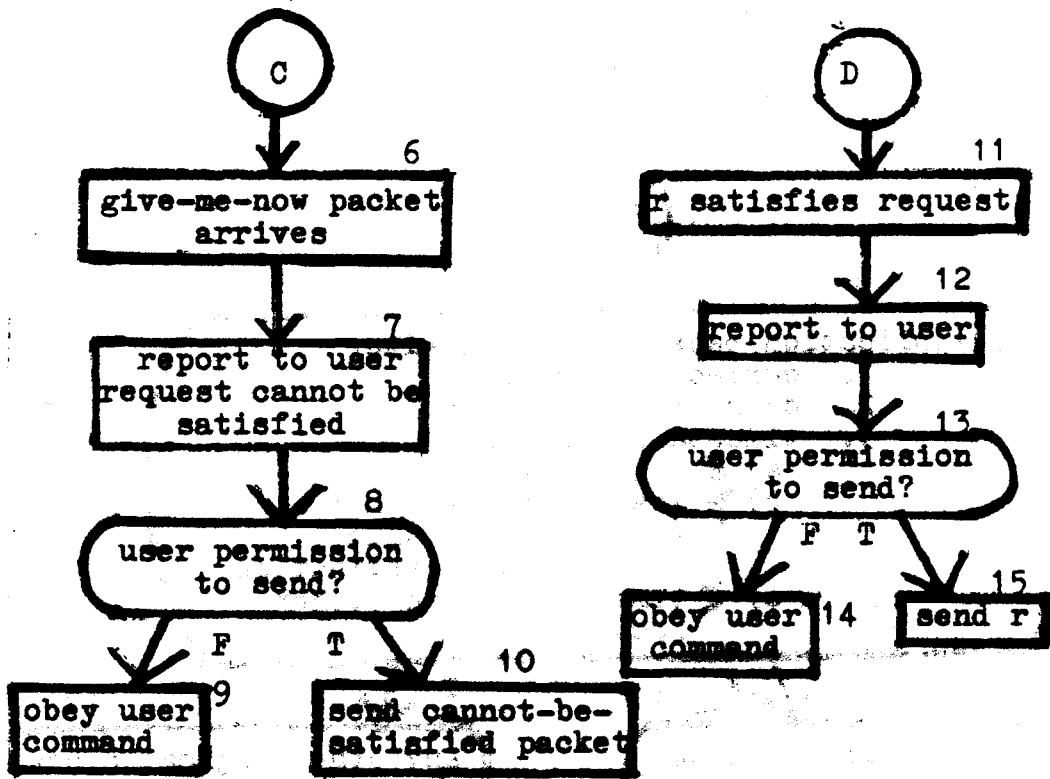 C
6
give-me-now packet
arrives
7
report to user
request cannot be
satisfied
8
user permission
to send?
F
T
9
obey user
command
10
send cannot-be-
satisfied packet
D
11
r satisfies request
12
report to user
13
user permission
to send?
F
T
14
obey user
command
15
send r